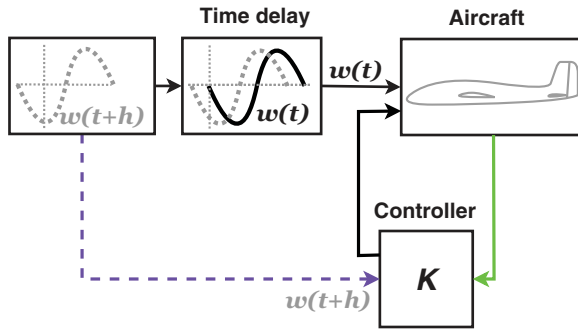 Time delay
Aircraft
w(t+h)
w(t)
w(t)
Controller
K
w(t+h)